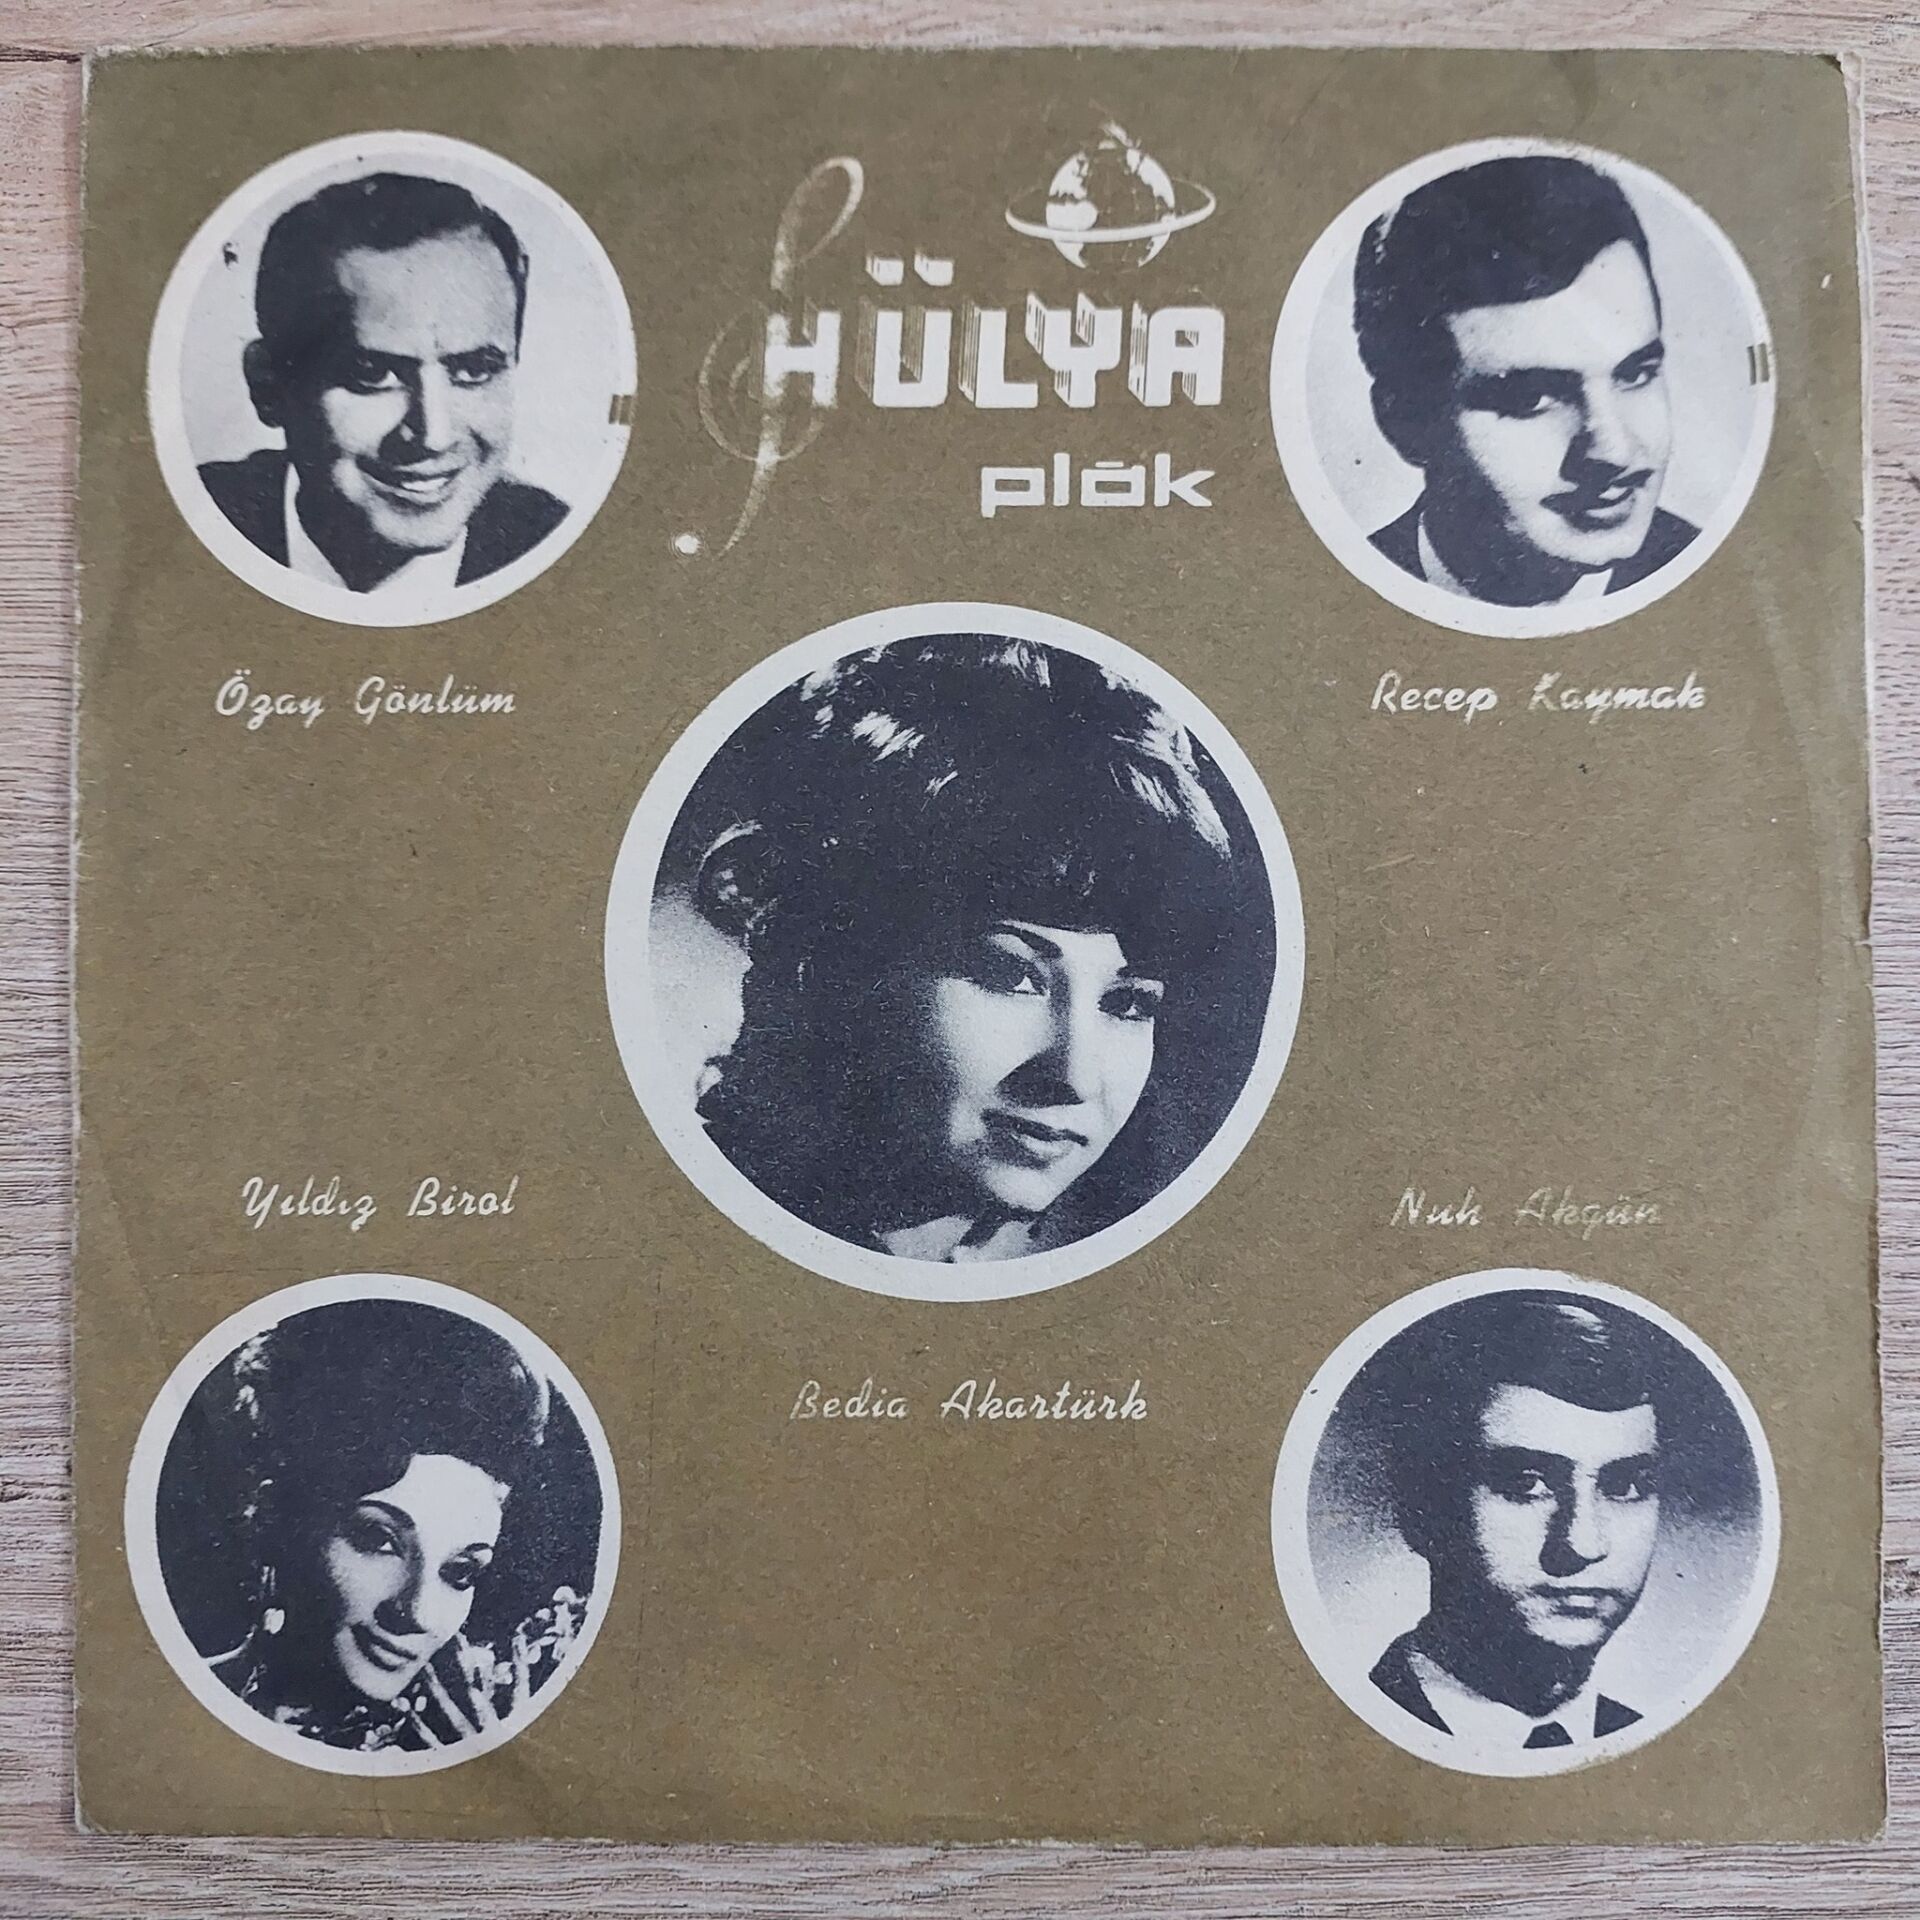 HÜLYA
plâk
Özay Gönlüm
Recep Kaymak
Yıldız Birol
Nuh Akgün
Bedia Akartürk